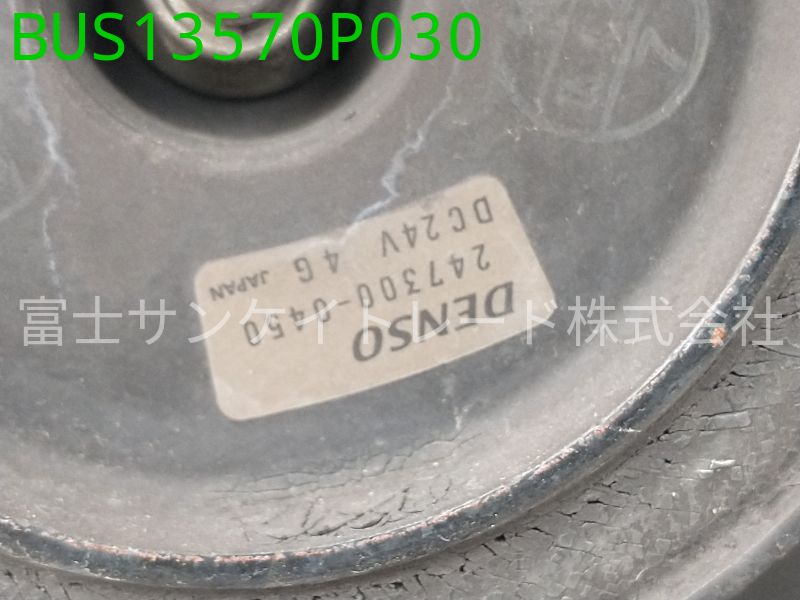 BUS13570P030
DENSO
247300-0450
DC24V 4G JAPAN
富士サンケイトレード株式会社